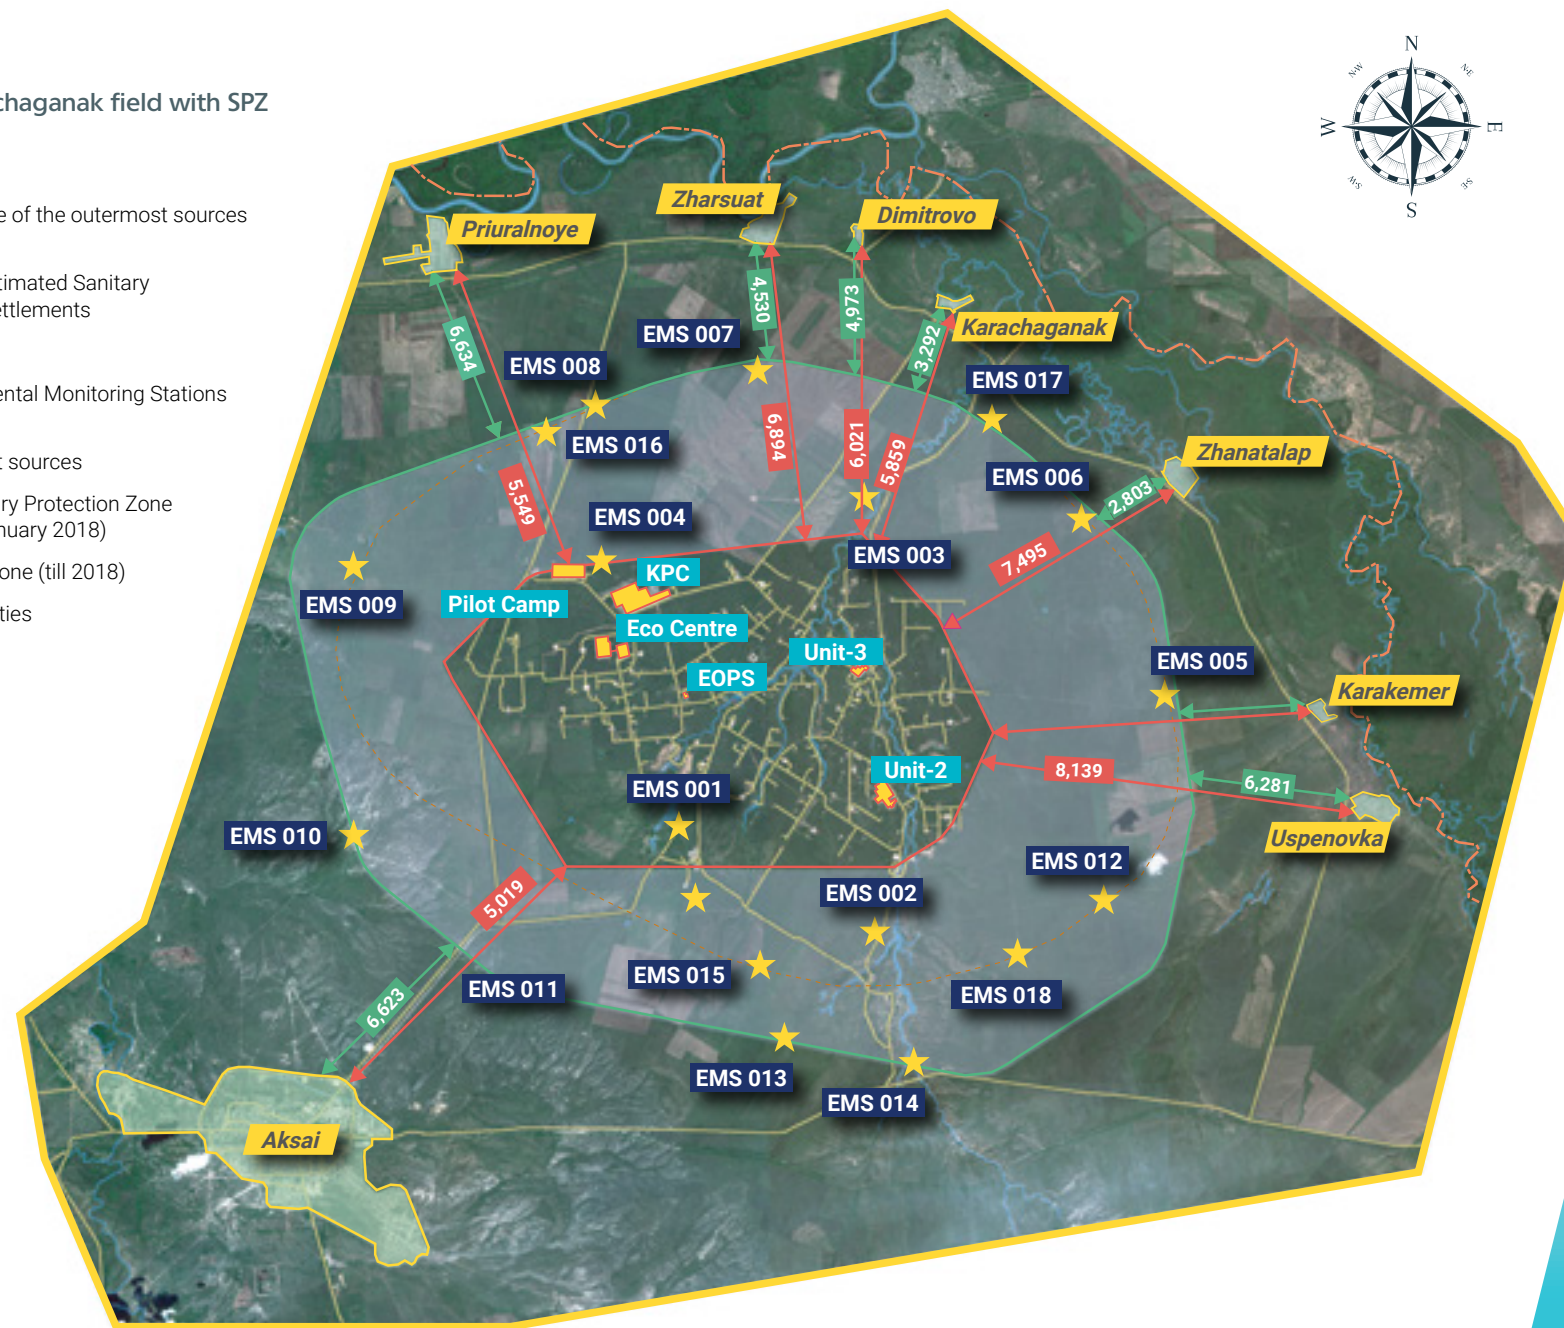 chaganak field with SPZ
e of the outermost sources
timated Sanitary
ettlements
ental Monitoring Stations
t sources
ry Protection Zone
nuary 2018)
one (till 2018)
ties
N
N-W
N-E
W
E
S-W
S-E
S
Zharsuat
Dimitrovo
Priuralnoye
4,530
4,973
Karachaganak
6,634
EMS 007
3,292
EMS 008
EMS 017
6,894
6,021
5,859
EMS 016
Zhanatalap
EMS 006
2,803
5,549
EMS 004
7,495
EMS 003
KPC
EMS 009
Pilot Camp
Eco Centre
Unit-3
EMS 005
EOPS
Karakemer
Unit-2
8,139
6,281
EMS 001
EMS 010
Uspenovka
EMS 012
5,019
EMS 002
EMS 015
EMS 011
EMS 018
6,623
EMS 013
EMS 014
Aksai